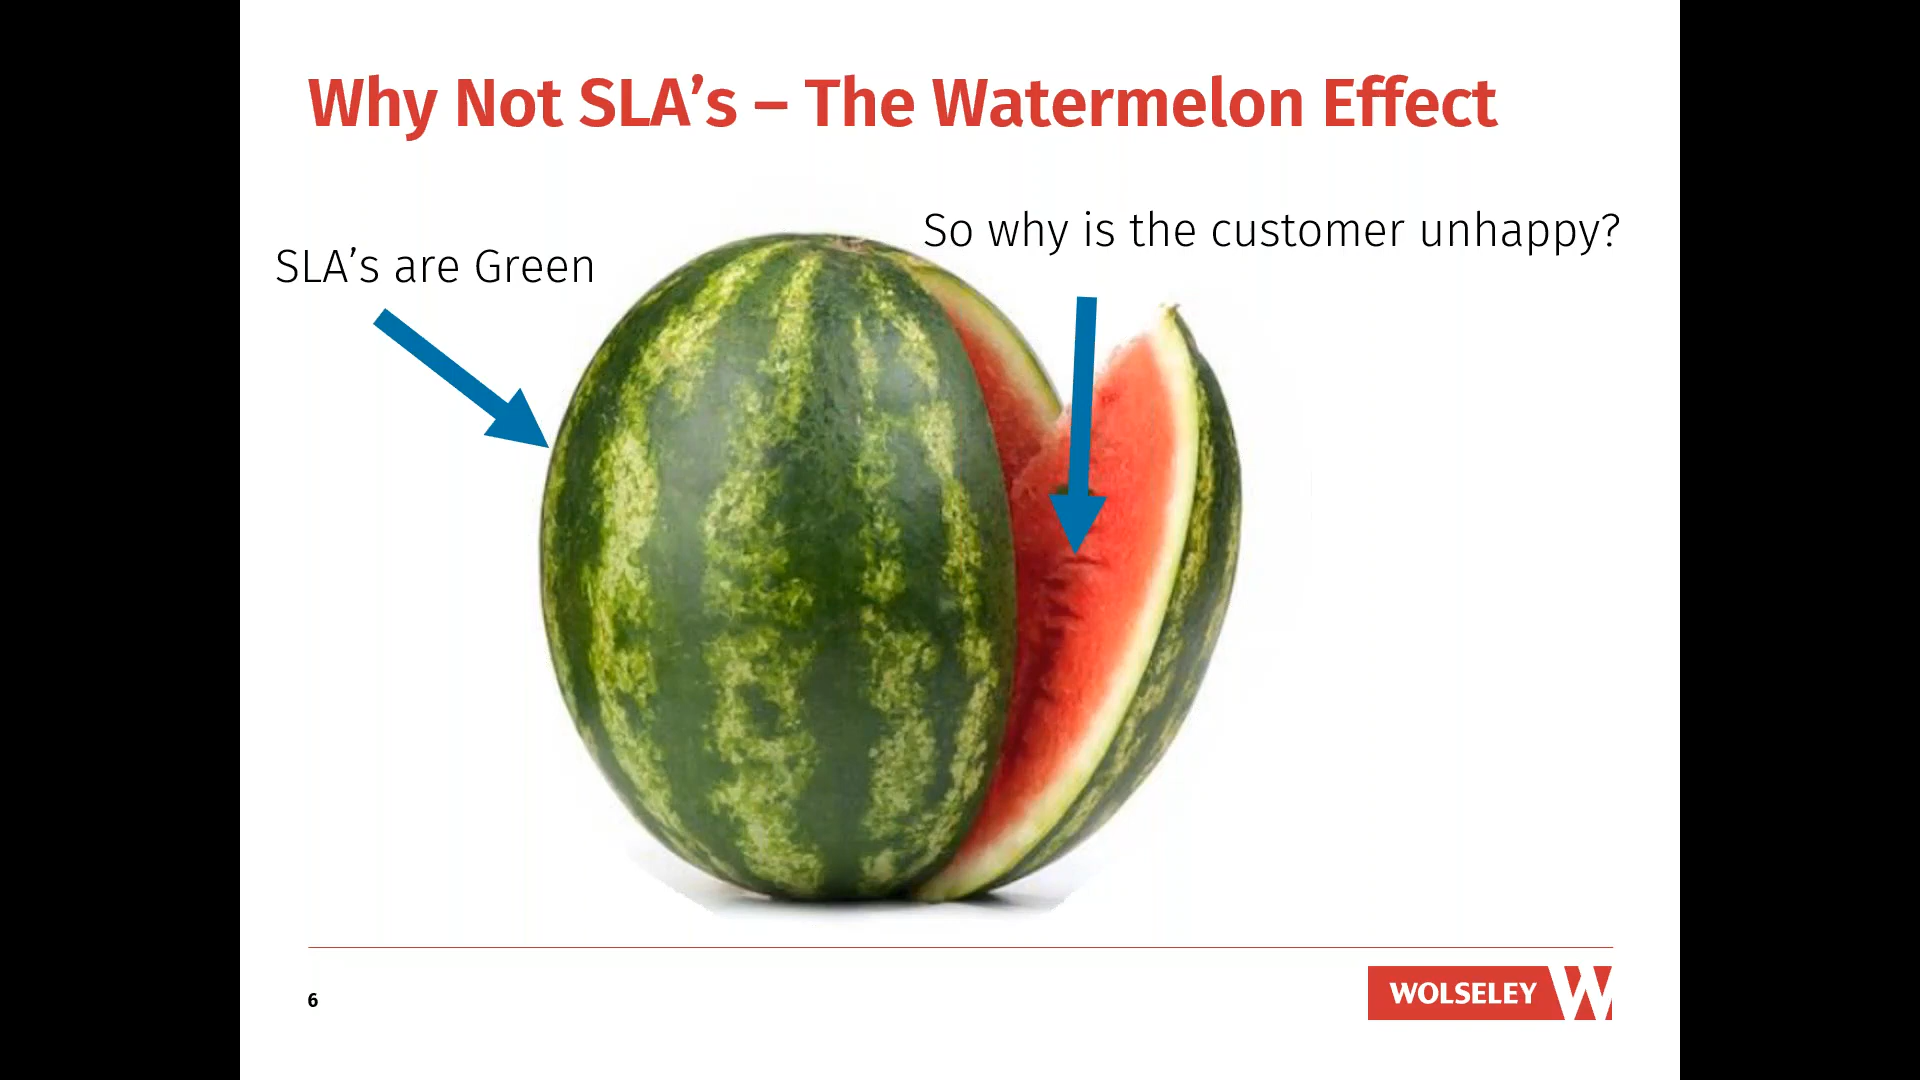 Why Not SLA’s – The Watermelon Effect
So why is the customer unhappy?
SLA’s are Green
6
WOLSELEY